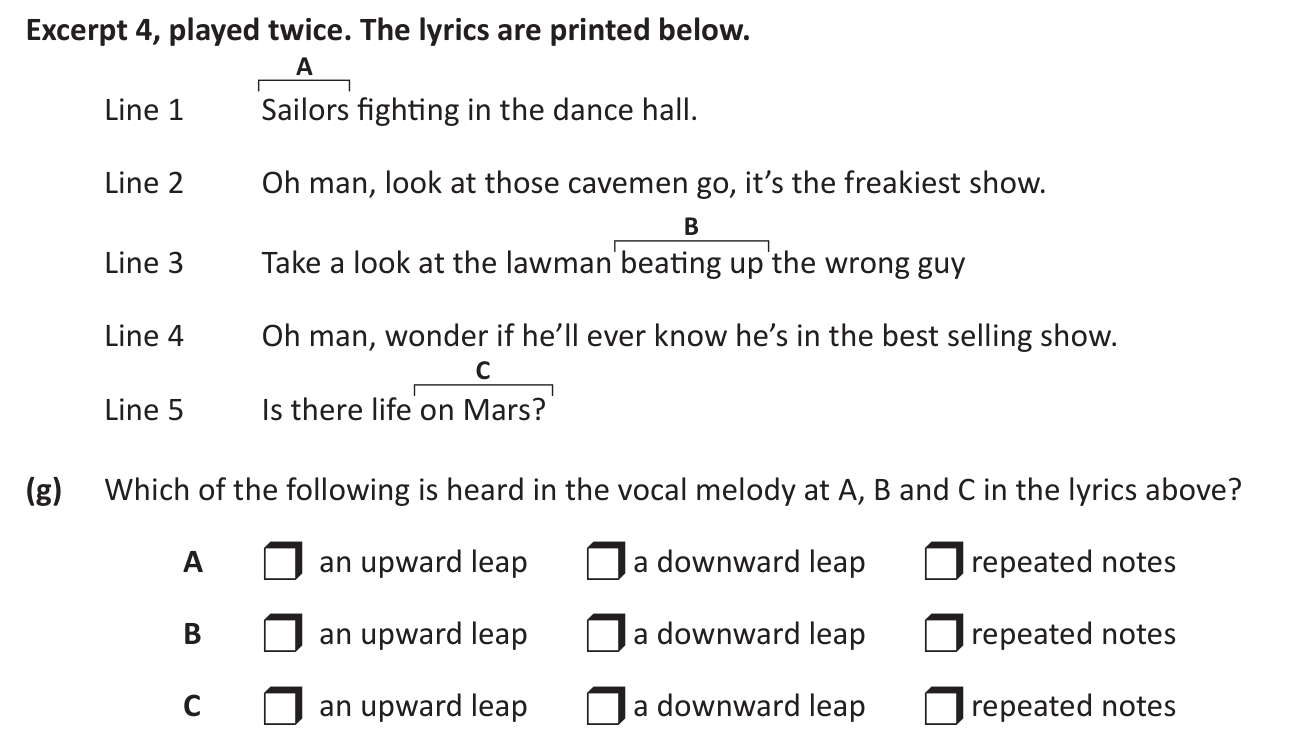 Excerpt 4, played twice. The lyrics are printed below.
A
Line 1 Sailors fighting in the dance hall.
Line 2 Oh man, look at those cavemen go, it’s the freakiest show.
B
Line 3 Take a look at the lawman beating up the wrong guy
Line 4 Oh man, wonder if he’ll ever know he’s in the best selling show.
C
Line 5 Is there life on Mars?
(g) Which of the following is heard in the vocal melody at A, B and C in the lyrics above?
A an upward leap a downward leap repeated notes
B an upward leap a downward leap repeated notes
C an upward leap a downward leap repeated notes